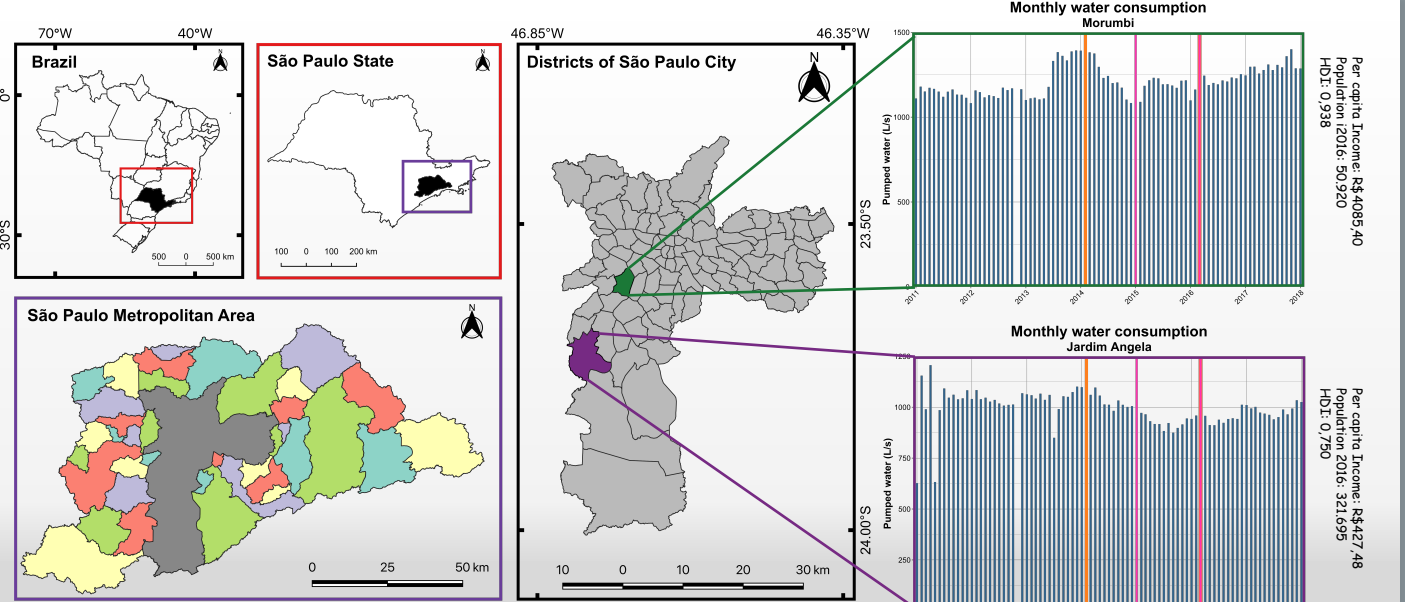 70°W 40°W
Brazil
N
0°
30°S
500 0 500 km
São Paulo State
N
100 0 100 200 km
São Paulo Metropolitan Area
N
0 25 50 km
46.85°W 46.35°W
Districts of São Paulo City
N
23.50°S
24.00°S
10 0 10 20 30 km
Monthly water consumption
Morumbi
Pumped water (L/s)
1500
1000
500
0
2011 2012 2013 2014 2015 2016 2017 2018
Per capita Income: R$4085,40
Population (2016: 50.920
HDI: 0,938
Monthly water consumption
Jardim Angela
Pumped water (L/s)
1250
1000
750
500
250
Per capita Income: R$427,48
Population 2016: 321.695
HDI: 0,750